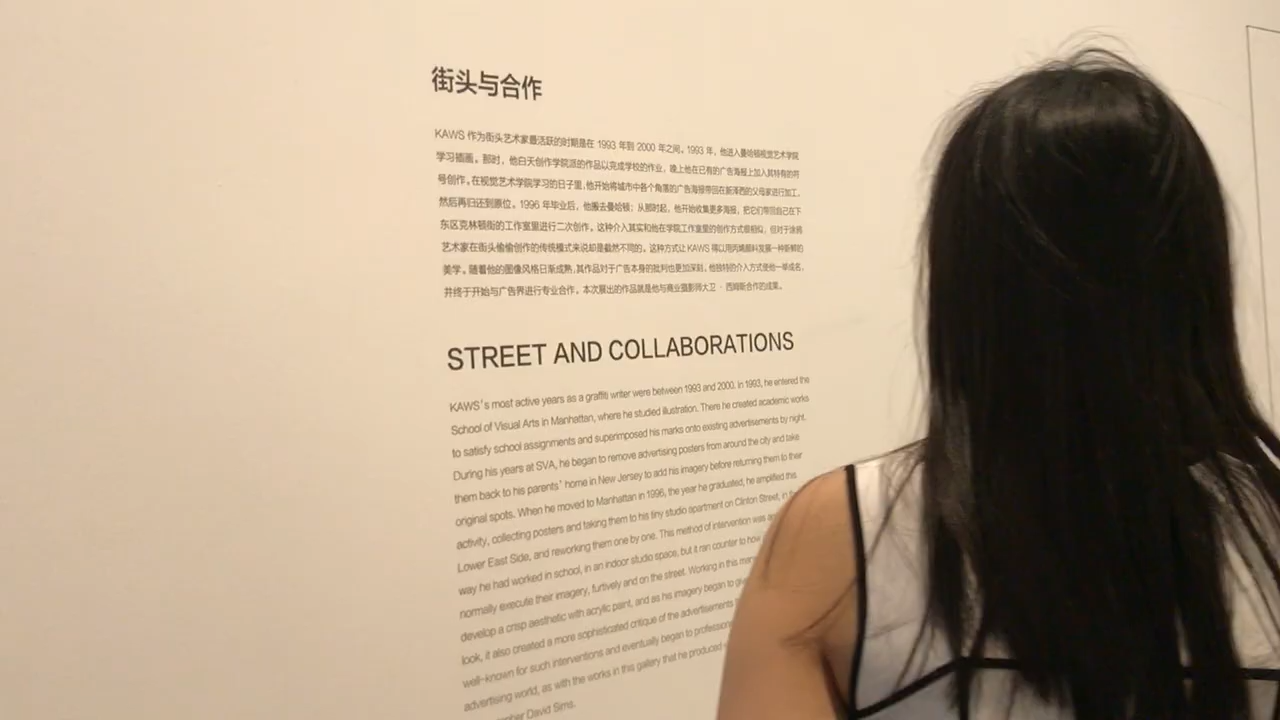 街头与合作
KAWS 作为街头艺术家最活跃的时期是在 1993 年到 2000 年之间。1993 年，他进入曼哈顿视觉艺术学院
学习插画。那时，他白天创作学院派的作品以完成学校的作业，晚上他在已有的广告海报上加入其特有的符
号创作。在视觉艺术学院学习的日子里，他开始将城市中各个角落的广告海报带回在新泽西的父母家进行加工，
然后再归还到原位。1996 年毕业后，他搬去曼哈顿；从那时起，他开始收集更多海报，把它们带回自己在下
东区克林顿街的工作室里进行二次创作。这种介入其实和他在学院工作室里的创作方式很相似，但对于涂鸦
艺术家在街头偷偷创作的传统模式来说却是截然不同的。这种方式让 KAWS 得以用丙烯颜料发展一种新鲜的
美学。随着他的图像风格日渐成熟，其作品对于广告本身的批判也更加深刻。他独特的介入方式使他一举成名，
并终于开始与广告界进行专业合作。本次展出的作品就是他与商业摄影师大卫·西姆斯合作的成果。
STREET AND COLLABORATIONS
KAWS's most active years as a graffiti writer were between 1993 and 2000. in 1993, he entered the
School of Visual Arts in Manhattan, where he studied illustration. There he created academic works
to satisfy school assignments and superimposed his marks onto existing advertisements by night.
During his years at SVA, he began to remove advertising posters from around the city and take
them back to his parents' home in New Jersey to add his imagery before returning them to their
original spots. When he moved to Manhattan in 1996, the year he graduated, he amplified this
activity, collecting posters and taking them to his tiny studio apartment on Clinton Street, in
Lower East Side, and reworking them one by one. This method of intervention was
way he had worked in school, in an indoor studio space, but it ran counter to how
normally execute their imagery, furtively and on the street. Working in this
develop a crisp aesthetic with acrylic paint, and as his imagery began to
look, it also created a more sophisticated critique of the advertisements
well-known for such interventions and eventually began to
advertising world, as with the works in this gallery that he produced
David Sims.